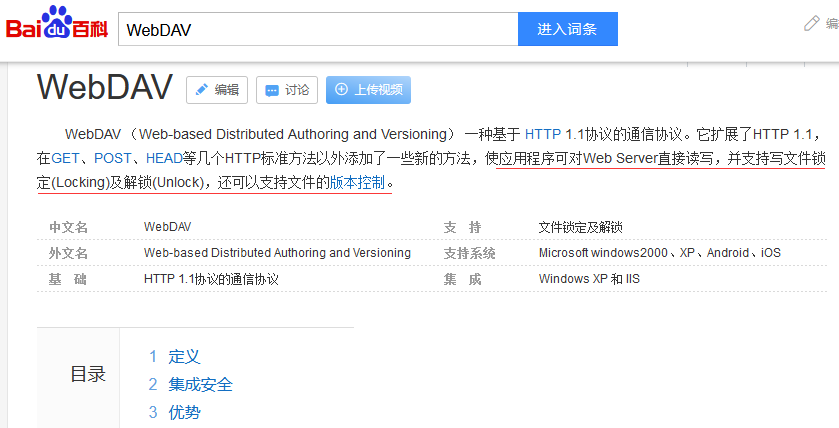 Bai du 百科 WebDAV 进入词条 编
WebDAV 编辑 讨论 上传视频
WebDAV （Web-based Distributed Authoring and Versioning） 一种基于 HTTP 1.1协议的通信协议。它扩展了HTTP 1.1，
在GET、POST、HEAD等几个HTTP标准方法以外添加了一些新的方法，使应用程序可对Web Server直接读写，并支持写文件锁
定(Locking)及解锁(Unlock)，还可以支持文件的版本控制。
中文名 WebDAV 支 持 文件锁定及解锁
外文名 Web-based Distributed Authoring and Versioning 支持系统 Microsoft windows2000、XP、Android、iOS
基 础 HTTP 1.1协议的通信协议 集 成 Windows XP 和 IIS
目录
1 定义
2 集成安全
3 优势